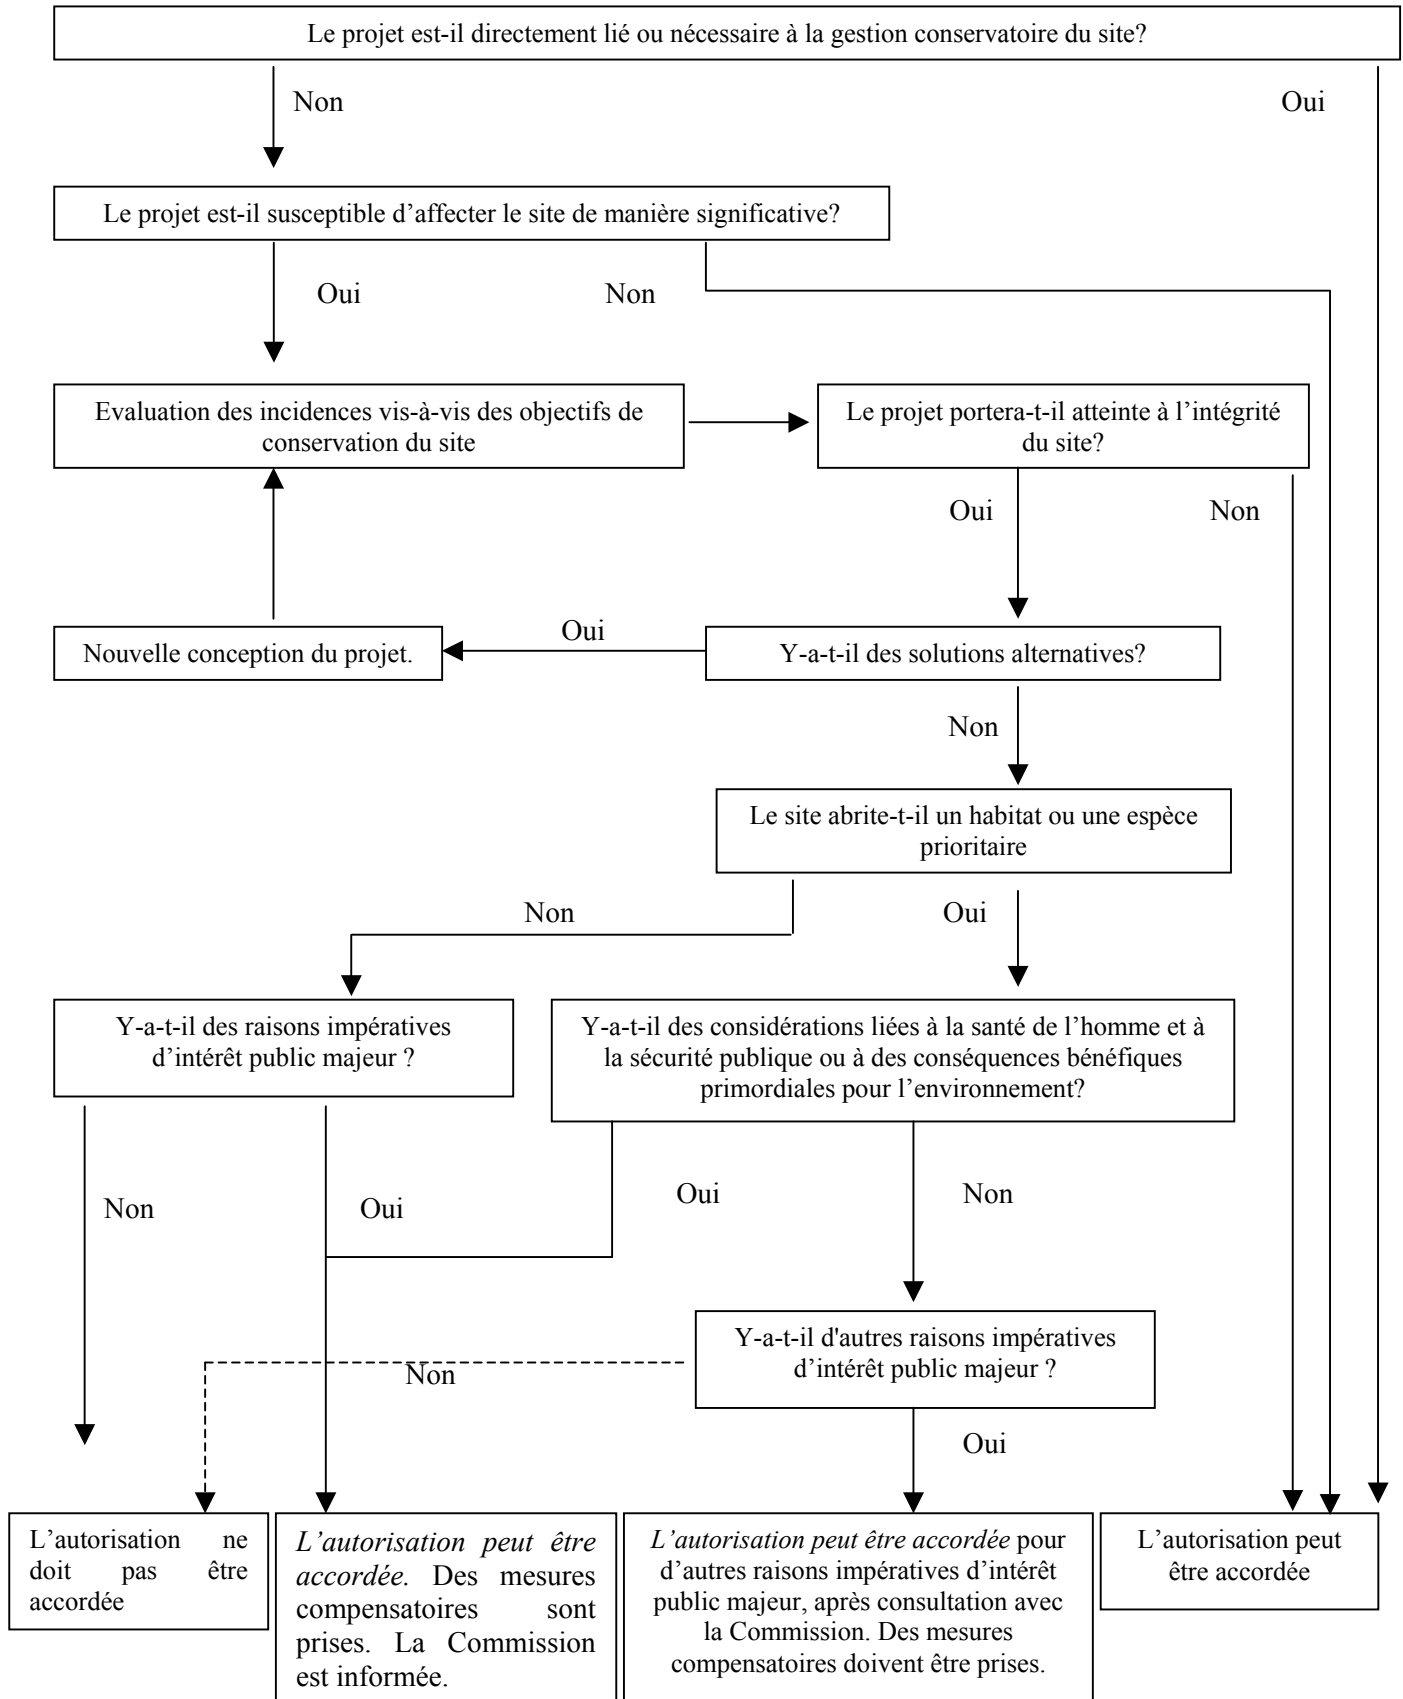 Le projet est-il directement lié ou nécessaire à la gestion conservatoire du site?
Non
Oui
Le projet est-il susceptible d’affecter le site de manière significative?
Oui
Non
Evaluation des incidences vis-à-vis des objectifs de
conservation du site
Le projet portera-t-il atteinte à l’intégrité
du site?
Oui
Non
Nouvelle conception du projet.
Oui
Y-a-t-il des solutions alternatives?
Non
Le site abrite-t-il un habitat ou une espèce
prioritaire
Non
Oui
Y-a-t-il des raisons impératives
d’intérêt public majeur ?
Y-a-t-il des considérations liées à la santé de l’homme et à
la sécurité publique ou à des conséquences bénéfiques
primordiales pour l’environnement?
Non
Oui
Oui
Non
Y-a-t-il d'autres raisons impératives
d’intérêt public majeur ?
Non
Oui
L’autorisation ne
doit pas être
accordée
L’autorisation peut être
accordée. Des mesures
compensatoires sont
prises. La Commission
est informée.
L’autorisation peut être accordée pour
d’autres raisons impératives d’intérêt
public majeur, après consultation avec
la Commission. Des mesures
compensatoires doivent être prises.
L’autorisation peut
être accordée